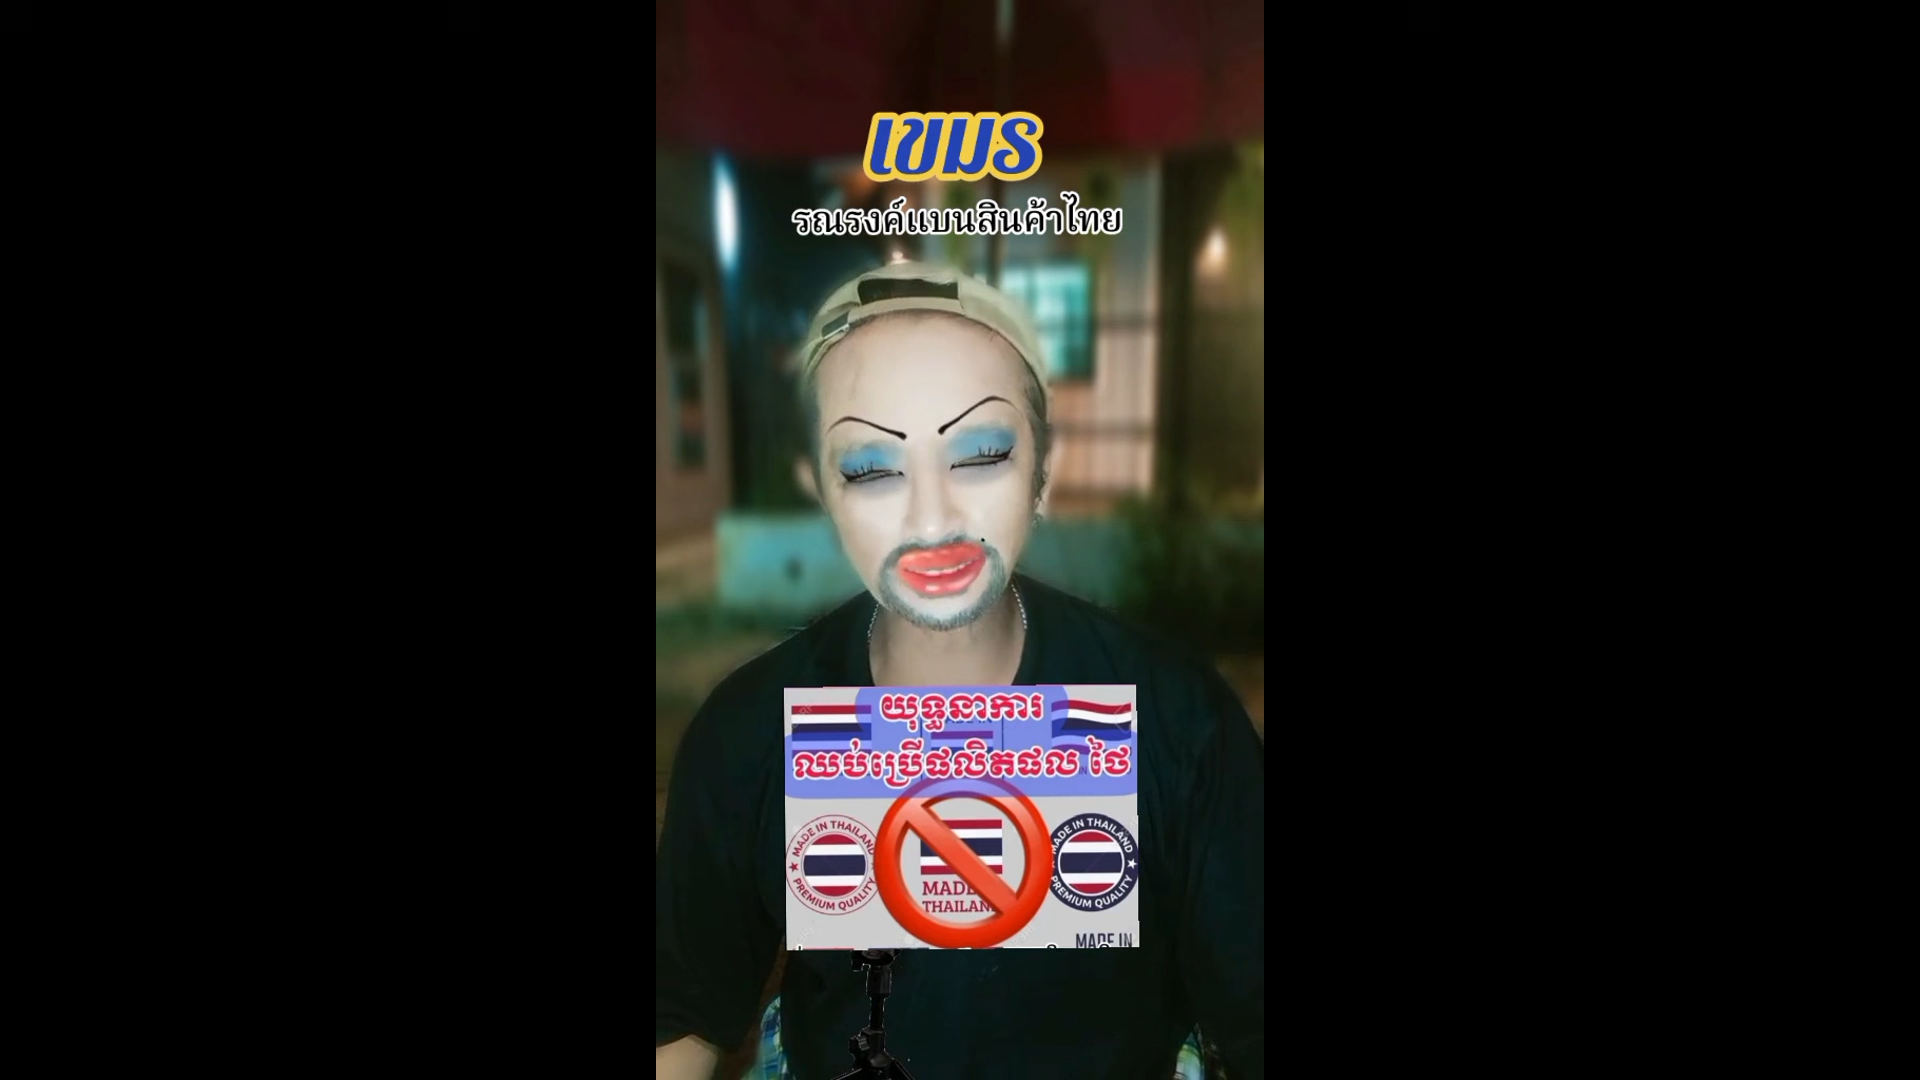 เขมร
รณรงค์แบนสินค้าไทย
យុទ្ធនាការ
ឈប់ប្រើផលិតផល ថៃ
MADE IN THAILAND
PREMIUM QUALITY
MADE
THAILAN
MADE IN THAILAND
PREMIUM QUALITY
MADE IN